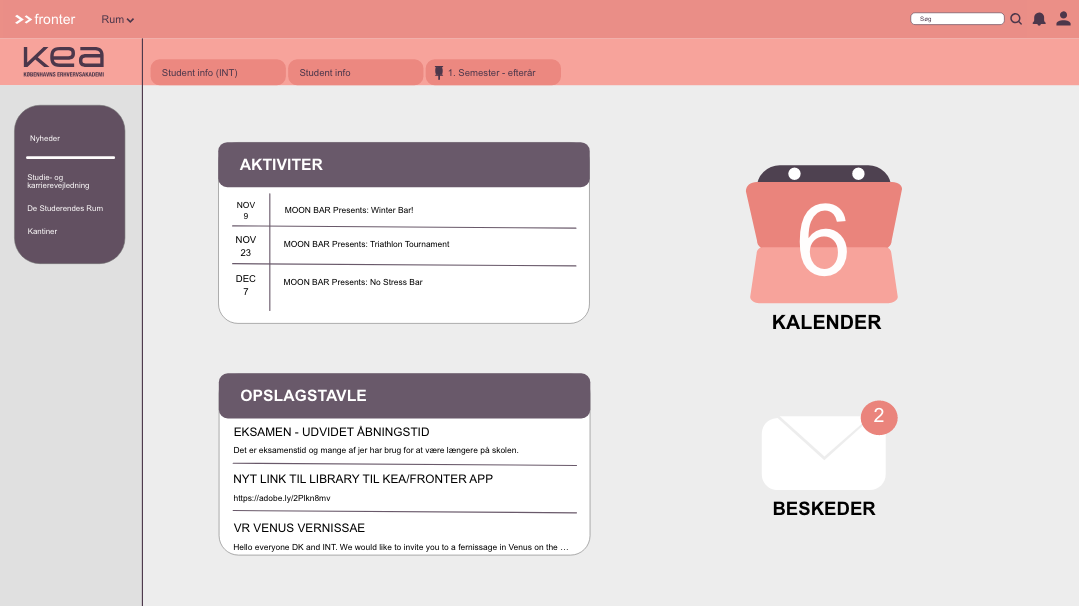 fronter
Rum
Søg
kea
KØBENHAVNS ERHVERVSAKADEMI
Student info (INT)
Student info
1. Semester - efterår
Nyheder
Studie- og
karrierevejledning
De Studerendes Rum
Kantiner
AKTIVITER
NOV
9
MOON BAR Presents: Winter Bar!
NOV
23
MOON BAR Presents: Triathlon Tournament
DEC
7
MOON BAR Presents: No Stress Bar
6
KALENDER
OPSLAGSTAVLE
EKSAMEN - UDVIDET ÅBNINGSTID
Det er eksamenstid og mange af jer har brug for at være længere på skolen.
NYT LINK TIL LIBRARY TIL KEA/FRONTER APP
https://adobe.ly/2Plkn8mv
VR VENUS VERNISSAE
Hello everyone DK and INT. We would like to invite you to a fernissage in Venus on the ...
2
BESKEDER